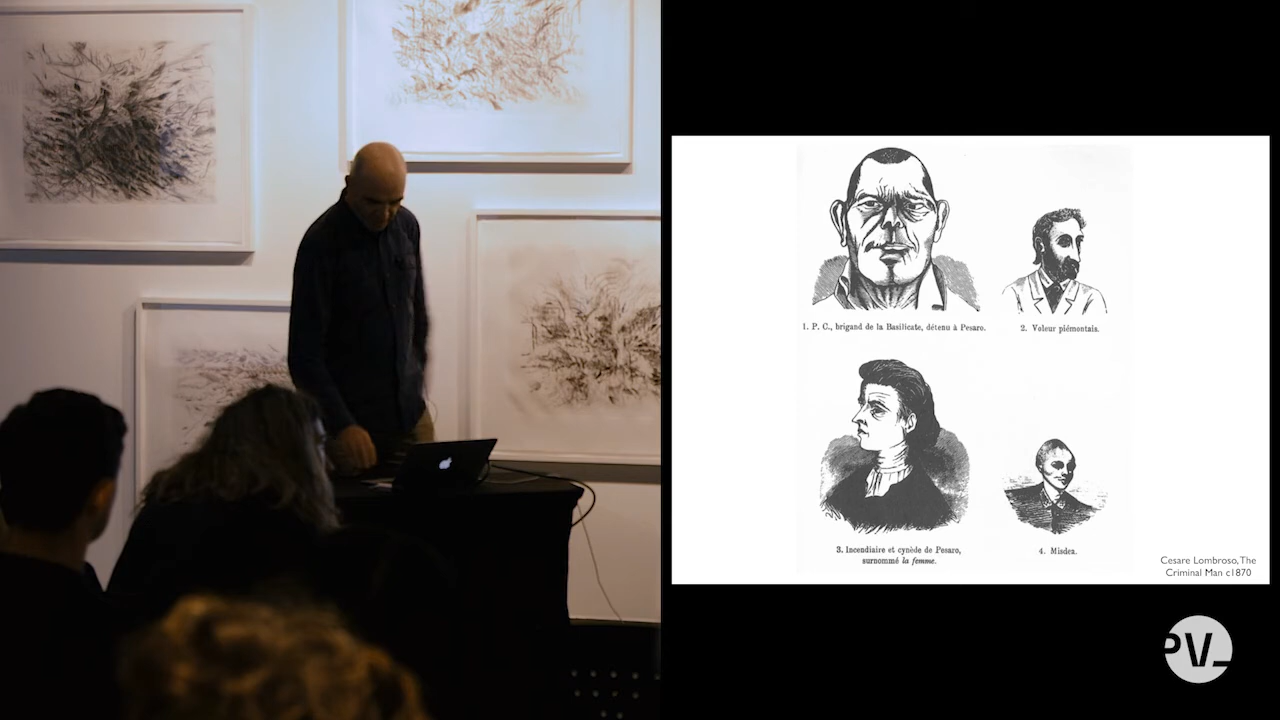 1. P. C., brigand de la Basilicate, détenu à Pesaro.
2. Voleur piémontais.
3. Incendiaire et cynède de Pesaro,
surnommé la femme.
4. Misdea.
Cesare Lombroso, The
Criminal Man c1870
PV_